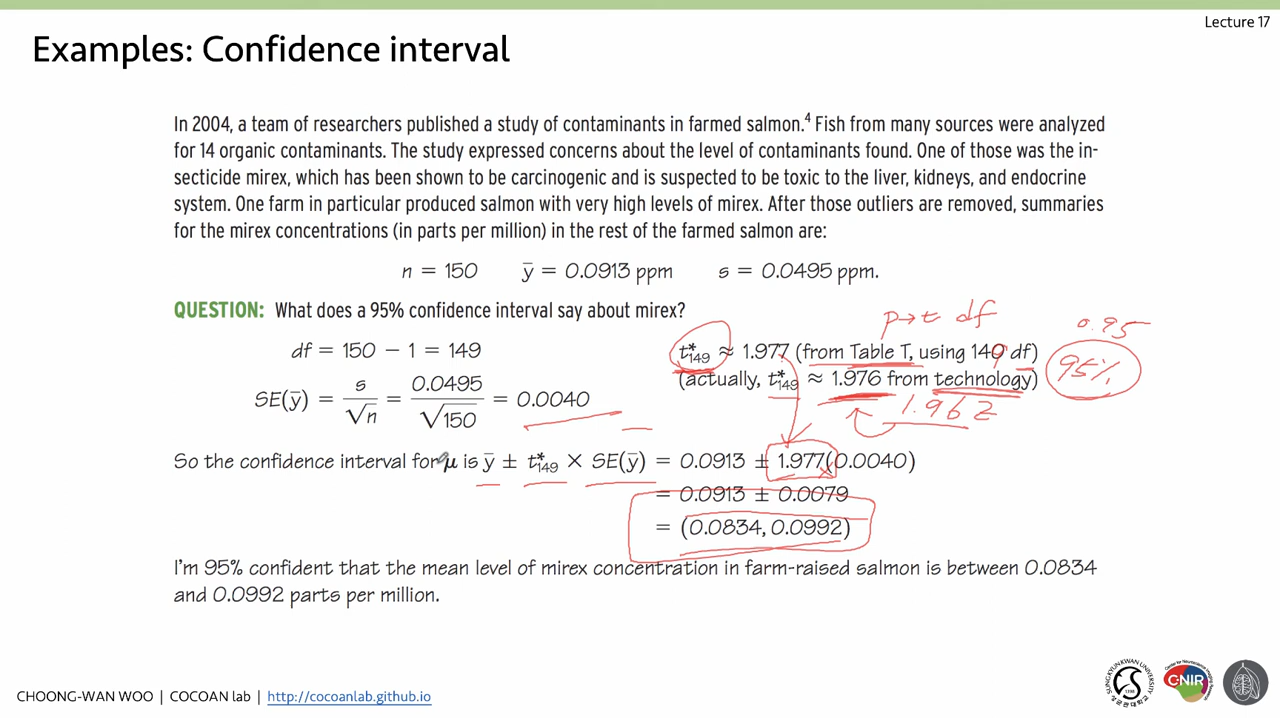 Lecture 17
Examples: Confidence interval
In 2004, a team of researchers published a study of contaminants in farmed salmon.⁴ Fish from many sources were analyzed
for 14 organic contaminants. The study expressed concerns about the level of contaminants found. One of those was the in-
secticide mirex, which has been shown to be carcinogenic and is suspected to be toxic to the liver, kidneys, and endocrine
system. One farm in particular produced salmon with very high levels of mirex. After those outliers are removed, summaries
for the mirex concentrations (in parts per million) in the rest of the farmed salmon are:
n = 150 ȳ = 0.0913 ppm s = 0.0495 ppm.
QUESTION: What does a 95% confidence interval say about mirex?
p→t df
0.95
df = 150 − 1 = 149
t*149 ≈ 1.977 (from Table T, using 140 df)
95%
(actually, t*149 ≈ 1.976 from technology)
SE(ȳ) = s/√n = 0.0495/√150 = 0.0040
1.962
So the confidence interval for μ is ȳ ± t*149 × SE(ȳ) = 0.0913 ± 1.977(0.0040)
= 0.0913 ± 0.0079
= (0.0834, 0.0992)
I'm 95% confident that the mean level of mirex concentration in farm-raised salmon is between 0.0834
and 0.0992 parts per million.
CHOONG-WAN WOO | COCOAN lab | http://cocoanlab.github.io
CNIR